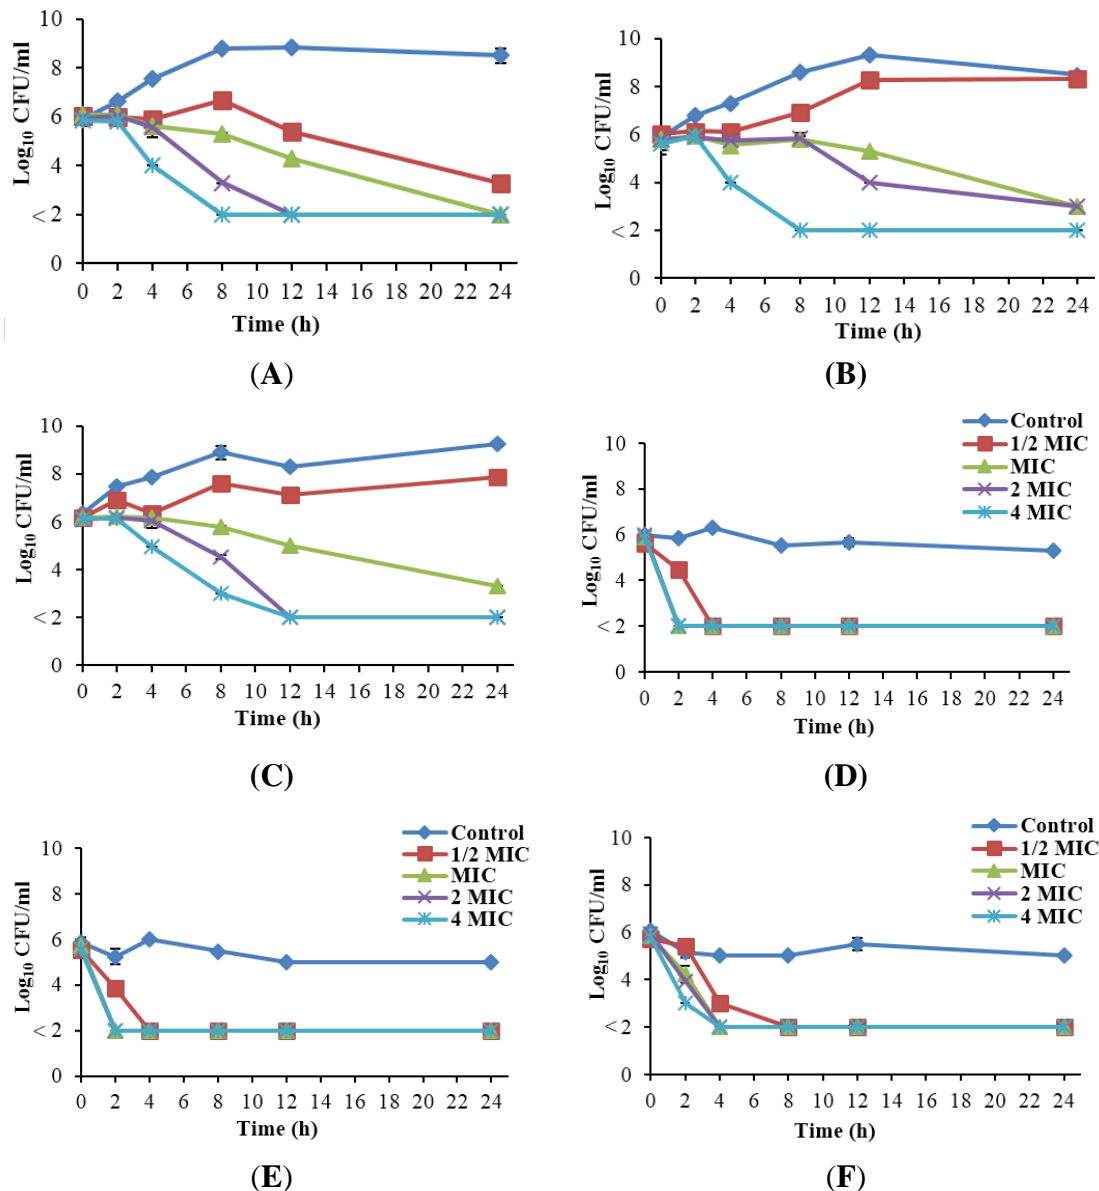 10
8
6
4
< 2
0
Log₁₀ CFU/ml
0 2 4 6 8 10 12 14 16 18 20 22 24
Time (h)
(A)
10
8
6
4
< 2
0
Log₁₀ CFU/ml
0 2 4 6 8 10 12 14 16 18 20 22 24
Time (h)
(B)
10
8
6
4
< 2
0
Log₁₀ CFU/ml
0 2 4 6 8 10 12 14 16 18 20 22 24
Time (h)
(C)
Control
1/2 MIC
MIC
2 MIC
4 MIC
10
8
6
4
< 2
0
Log₁₀ CFU/ml
0 2 4 6 8 10 12 14 16 18 20 22 24
Time (h)
(D)
Control
1/2 MIC
MIC
2 MIC
4 MIC
10
8
6
4
< 2
0
Log₁₀ CFU/ml
0 2 4 6 8 10 12 14 16 18 20 22 24
Time (h)
(E)
Control
1/2 MIC
MIC
2 MIC
4 MIC
10
8
6
4
< 2
0
Log₁₀ CFU/ml
0 2 4 6 8 10 12 14 16 18 20 22 24
Time (h)
(F)